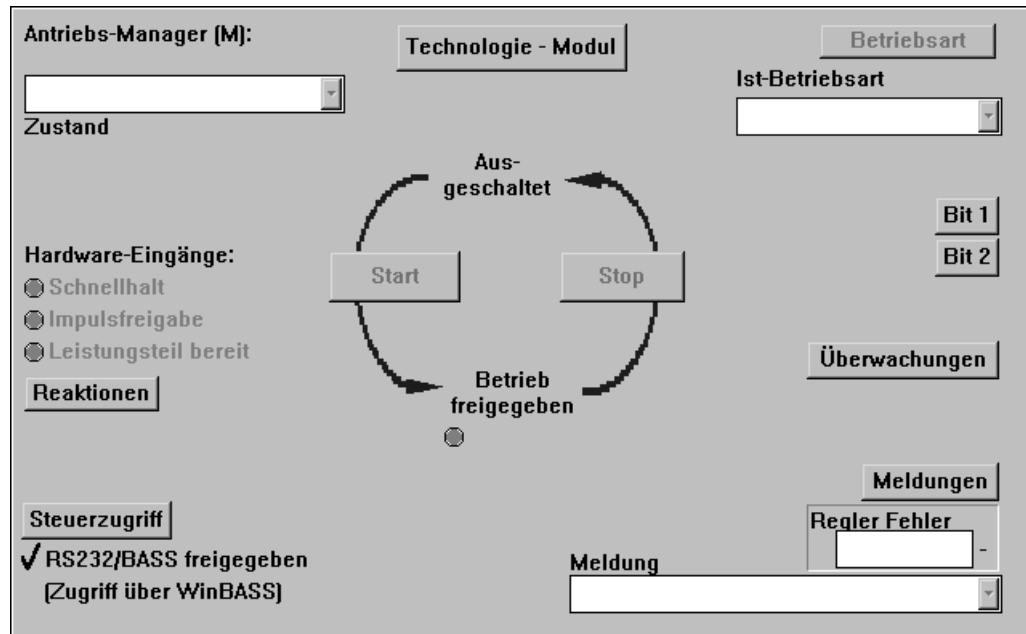 Antriebs-Manager (M):
Technologie - Modul
Betriebsart
Ist-Betriebsart
Zustand
Aus-
geschaltet
Bit 1
Hardware-Eingänge:
Start
Stop
Bit 2
Schnellhalt
Impulsfreigabe
Leistungsteil bereit
Überwachungen
Reaktionen
Betrieb
freigegeben
Meldungen
Steuerzugriff
Regler Fehler
-
RS232/BASS freigegeben
(Zugriff über WinBASS)
Meldung